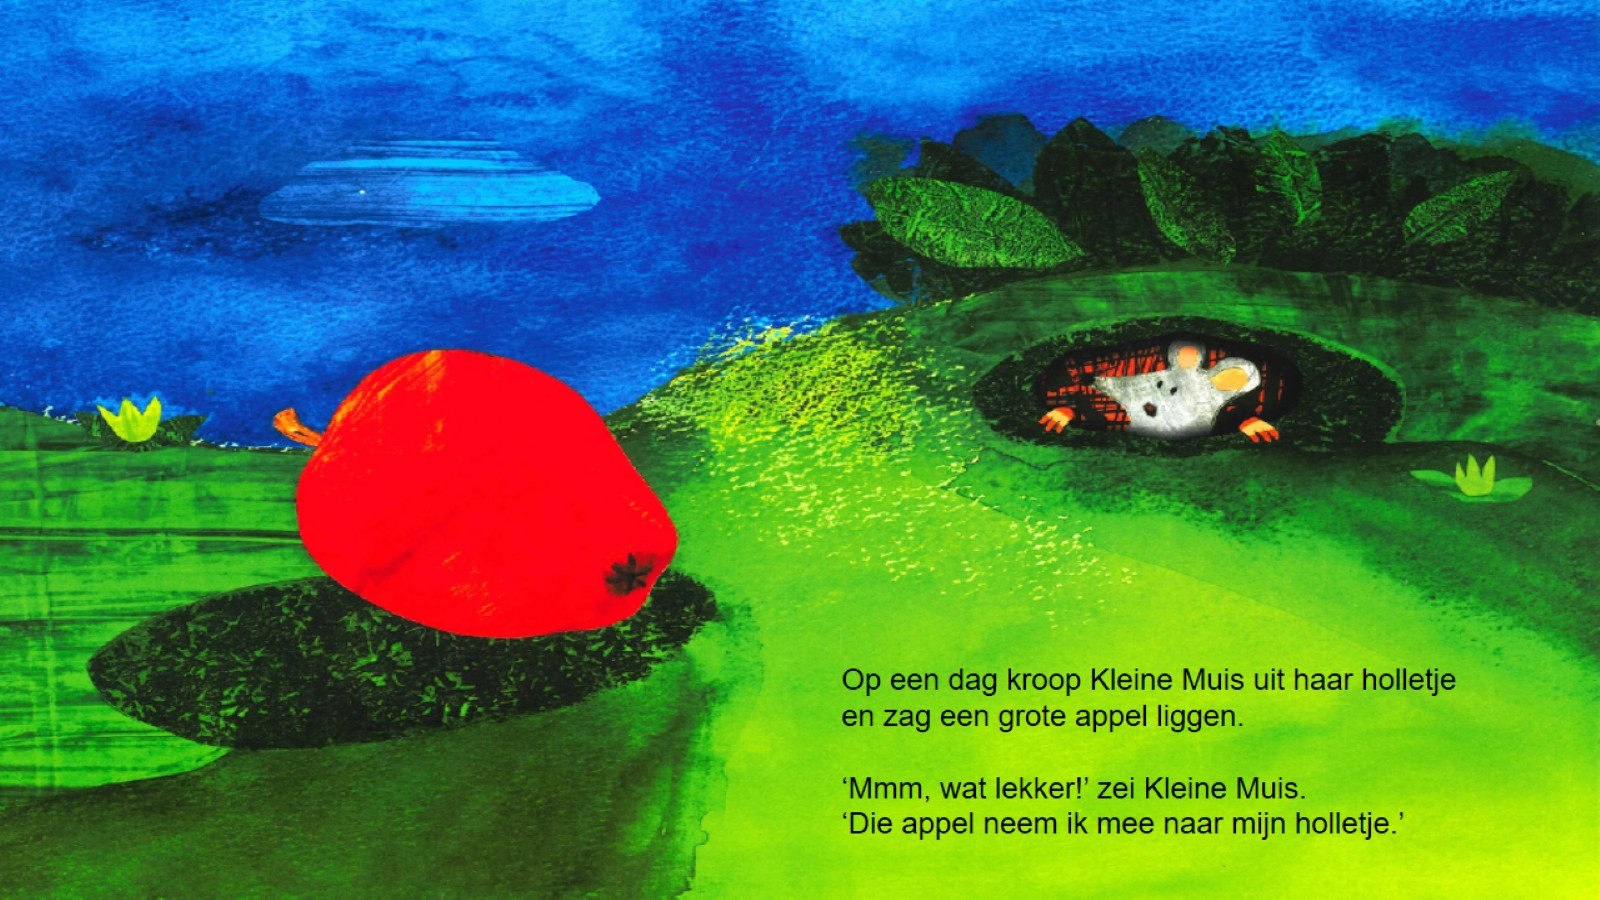 Op een dag kroop Kleine Muis uit haar holletje
en zag een grote appel liggen.
‘Mmm, wat lekker!’ zei Kleine Muis.
‘Die appel neem ik mee naar mijn holletje.’